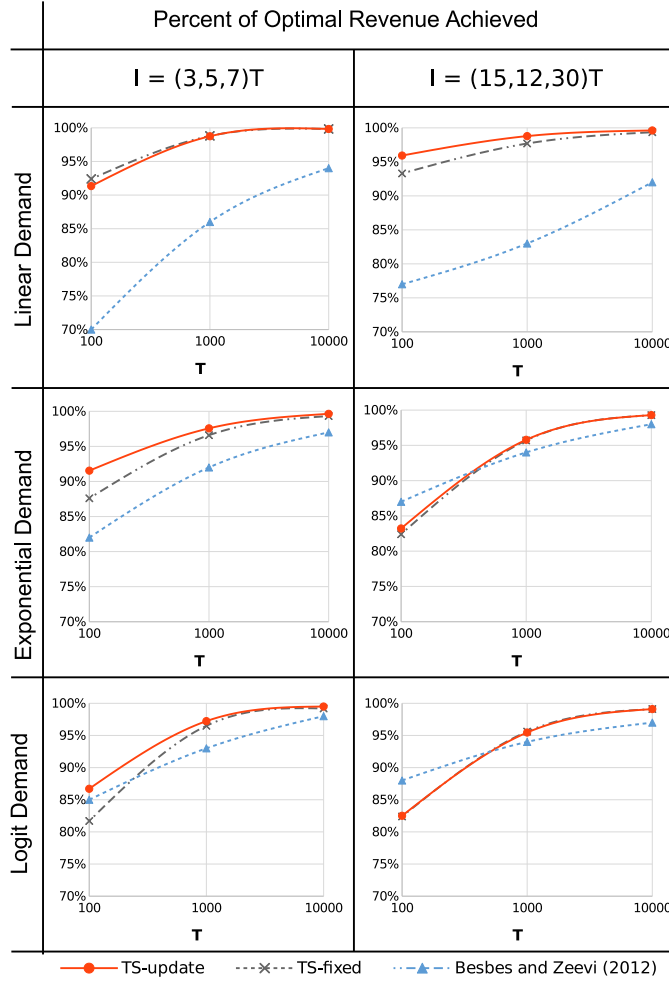 Percent of Optimal Revenue Achieved
I = (3,5,7)T
I = (15,12,30)T
Linear Demand
100%
95%
90%
85%
80%
75%
70%
100 1000 10000
T
100%
95%
90%
85%
80%
75%
70%
100 1000 10000
T
Exponential Demand
100%
95%
90%
85%
80%
75%
70%
100 1000 10000
T
100%
95%
90%
85%
80%
75%
70%
100 1000 10000
T
Logit Demand
100%
95%
90%
85%
80%
75%
70%
100 1000 10000
T
100%
95%
90%
85%
80%
75%
70%
100 1000 10000
T
TS-update TS-fixed Besbes and Zeevi (2012)